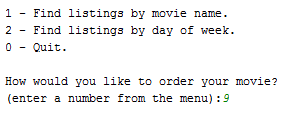 1 - Find listings by movie name.
2 - Find listings by day of week.
0 - Quit.
How would you like to order your movie?
(enter a number from the menu):9